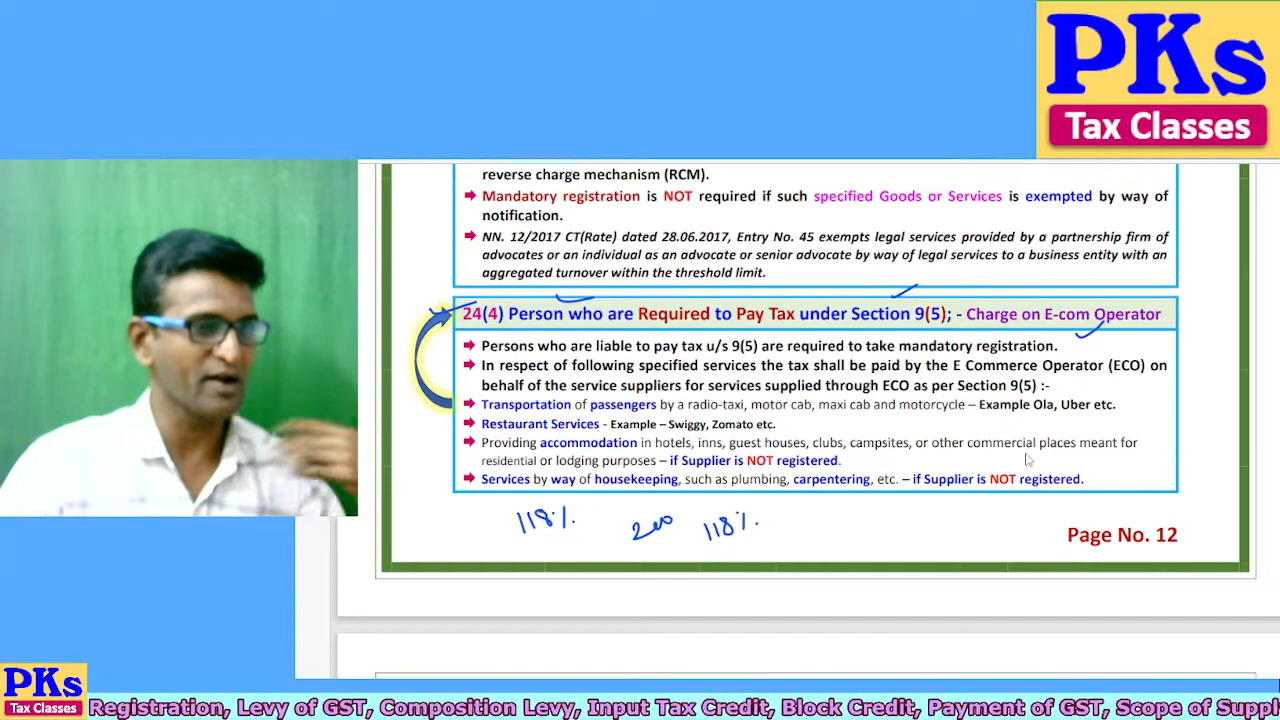 PKs
Tax Classes
reverse charge mechanism (RCM).
Mandatory registration is NOT required if such specified Goods or Services is exempted by way of
notification.
NN. 12/2017 CT(Rate) dated 28.06.2017, Entry No. 45 exempts legal services provided by a partnership firm of
advocates or an individual as an advocate or senior advocate by way of legal services to a business entity with an
aggregated turnover within the threshold limit.
24(4) Person who are Required to Pay Tax under Section 9(5); - Charge on E-com Operator
Persons who are liable to pay tax u/s 9(5) are required to take mandatory registration.
In respect of following specified services the tax shall be paid by the E Commerce Operator (ECO) on
behalf of the service suppliers for services supplied through ECO as per Section 9(5) :-
Transportation of passengers by a radio-taxi, motor cab, maxi cab and motorcycle – Example Ola, Uber etc.
Restaurant Services - Example – Swiggy, Zomato etc.
Providing accommodation in hotels, inns, guest houses, clubs, campsites, or other commercial places meant for
residential or lodging purposes – if Supplier is NOT registered.
Services by way of housekeeping, such as plumbing, carpentering, etc. – if Supplier is NOT registered.
118% 200 118%
Page No. 12
PKs
Tax Classes
Registration, Levy of GST, Composition Levy, Input Tax Credit, Block Credit, Payment of GST, Scope of Suppl